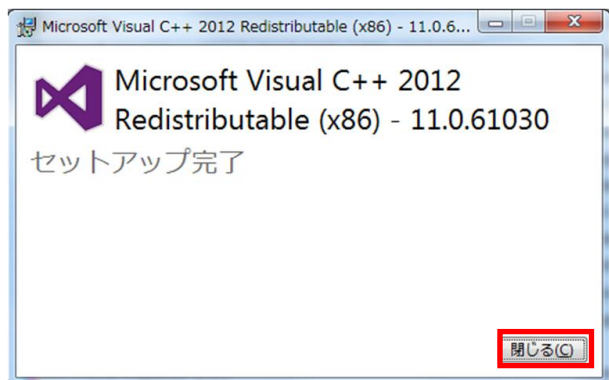 Microsoft Visual C++ 2012 Redistributable (x86) - 11.0.6...
Microsoft Visual C++ 2012
Redistributable (x86) - 11.0.61030
セットアップ完了
閉じる(C)